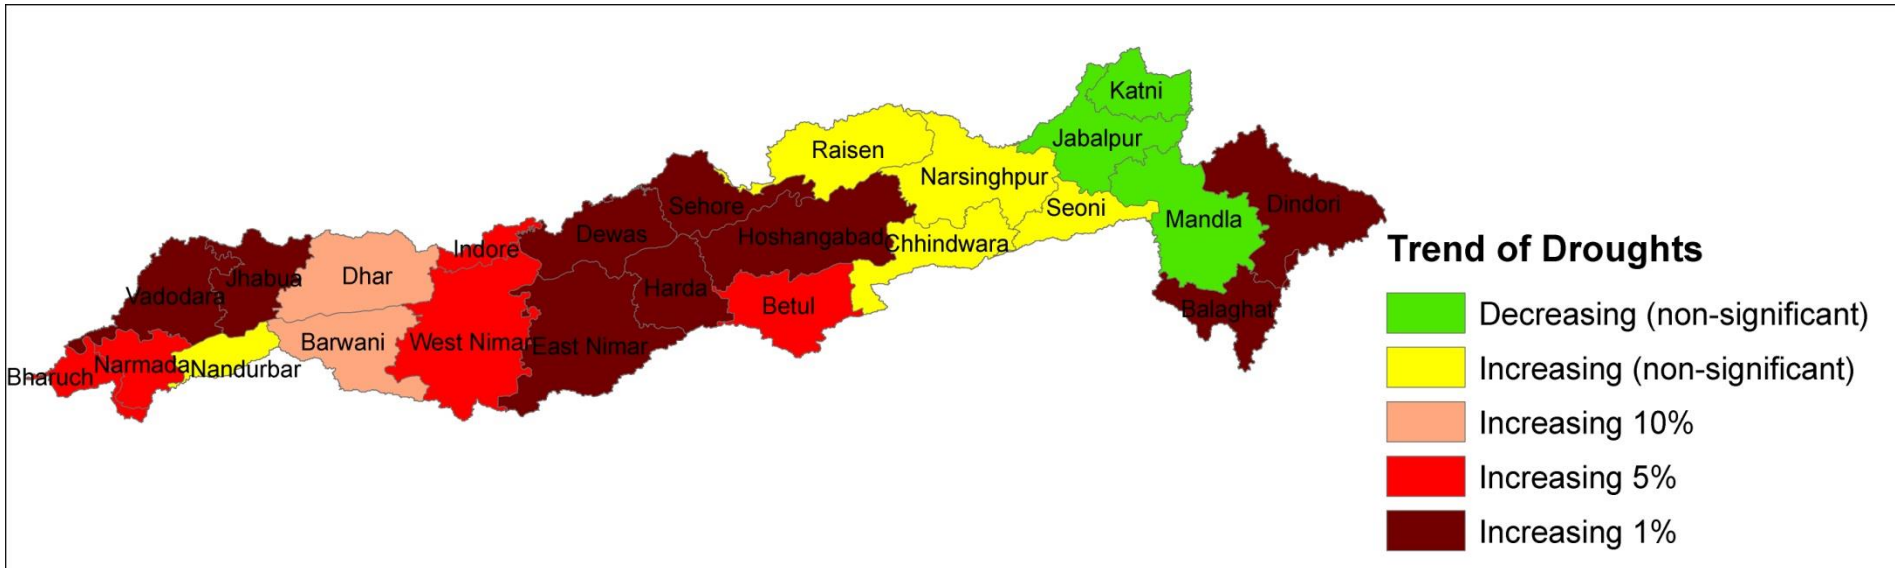 Katni
Jabalpur
Raisen
Narsinghpur
Seoni
Mandla
Dindori
Sehore
Dewas
Hoshangabad
Chhindwara
Indore
Dhar
Jhabua
Vadodara
Harda
Betul
Balaghat
Barwani
West Nimar
East Nimar
Narmada
Nandurbar
Bharuch
Trend of Droughts
Decreasing (non-significant)
Increasing (non-significant)
Increasing 10%
Increasing 5%
Increasing 1%